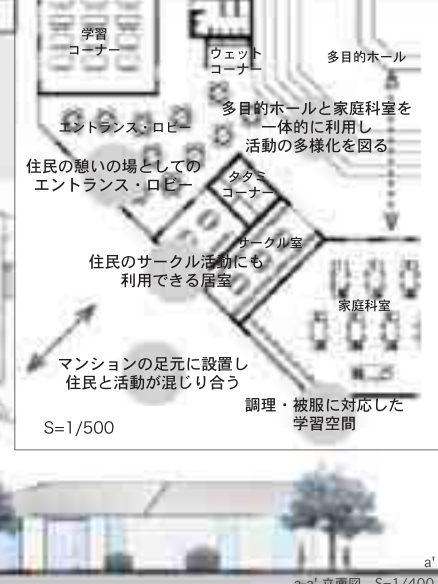 学習
コーナー
ウェット
コーナー
多目的ホール
エントランス・ロビー
多目的ホールと家庭科室を
一体的に利用し
活動の多様化を図る
住民の憩いの場としての
エントランス・ロビー
タタミ
コーナー
サークル室
住民のサークル活動にも
利用できる居室
家庭科室
マンションの足元に設置し
住民と活動が混じり合う
調理・被服に対応した
学習空間
S=1/500
a'
a-a' 立面図 S=1/400